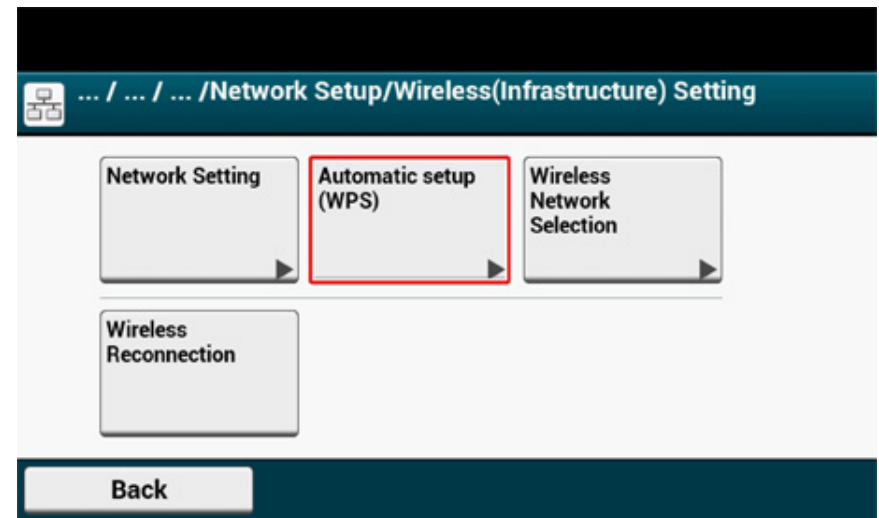 ... / ... / ... /Network Setup/Wireless(Infrastructure) Setting
Network Setting
Automatic setup
(WPS)
Wireless
Network
Selection
Wireless
Reconnection
Back